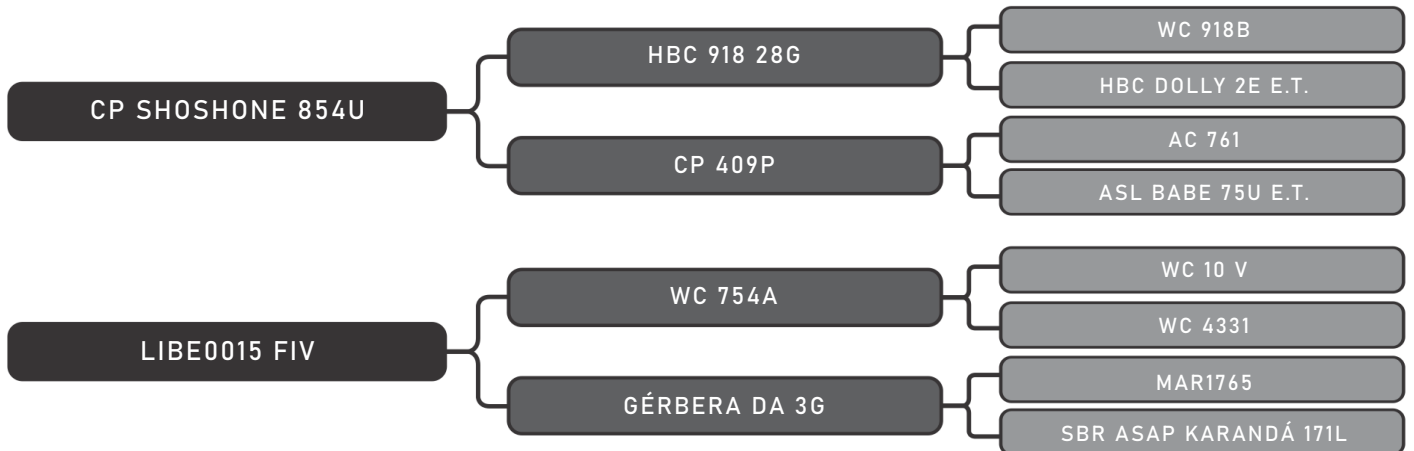 CP SHOSHONE 854U
HBC 918 28G
WC 918B
HBC DOLLY 2E E.T.
CP 409P
AC 761
ASL BABE 75U E.T.
LIBE0015 FIV
WC 754A
WC 10 V
WC 4331
GÉRBERA DA 3G
MAR1765
SBR ASAP KARANDÁ 171L